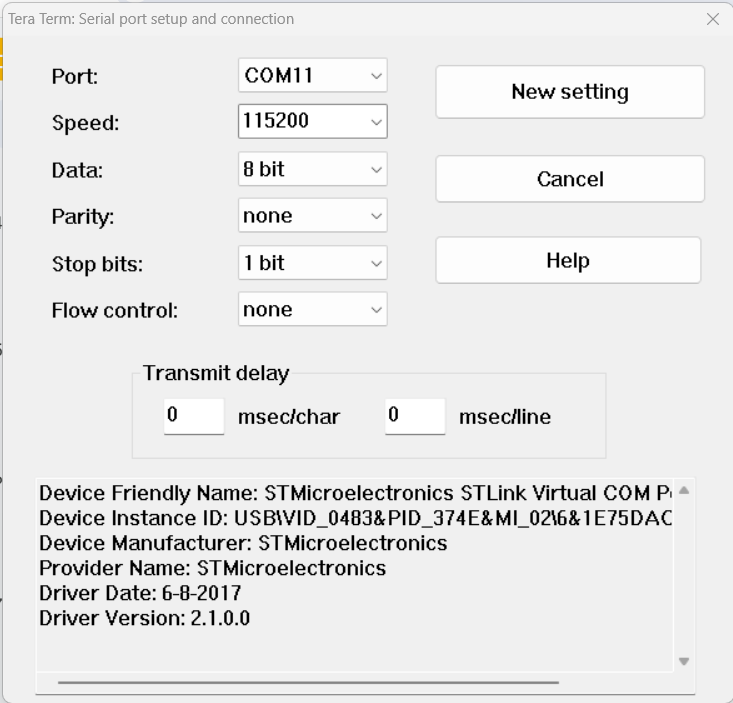 Tera Term: Serial port setup and connection
Port: COM11 New setting
Speed: 115200
Data: 8 bit Cancel
Parity: none
Stop bits: 1 bit Help
Flow control: none
Transmit delay
0 msec/char 0 msec/line
Device Friendly Name: STMicroelectronics STLink Virtual COM
Device Instance ID: USB\VID_0483&PID_374E&MI_02\6&1E75DAC
Device Manufacturer: STMicroelectronics
Provider Name: STMicroelectronics
Driver Date: 6-8-2017
Driver Version: 2.1.0.0